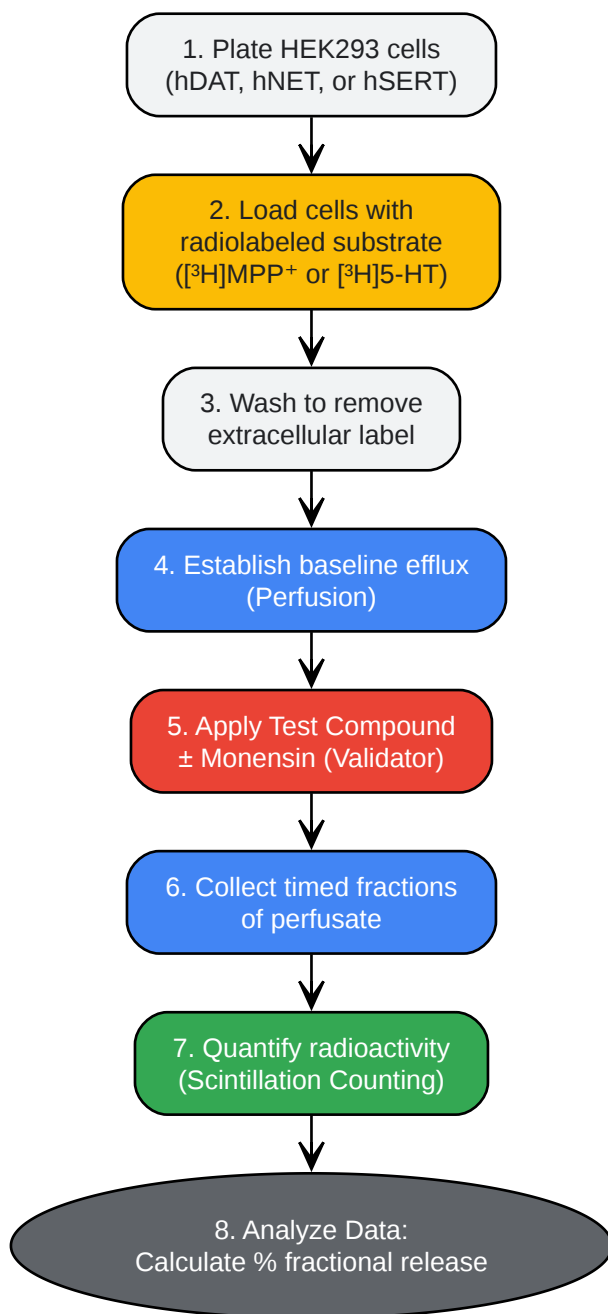 1. Plate HEK293 cells
(hDAT, hNET, or hSERT)
2. Load cells with
radiolabeled substrate
([³H]MPP⁺ or [³H]5-HT)
3. Wash to remove
extracellular label
4. Establish baseline efflux
(Perfusion)
5. Apply Test Compound
± Monensin (Validator)
6. Collect timed fractions
of perfusate
7. Quantify radioactivity
(Scintillation Counting)
8. Analyze Data:
Calculate % fractional release